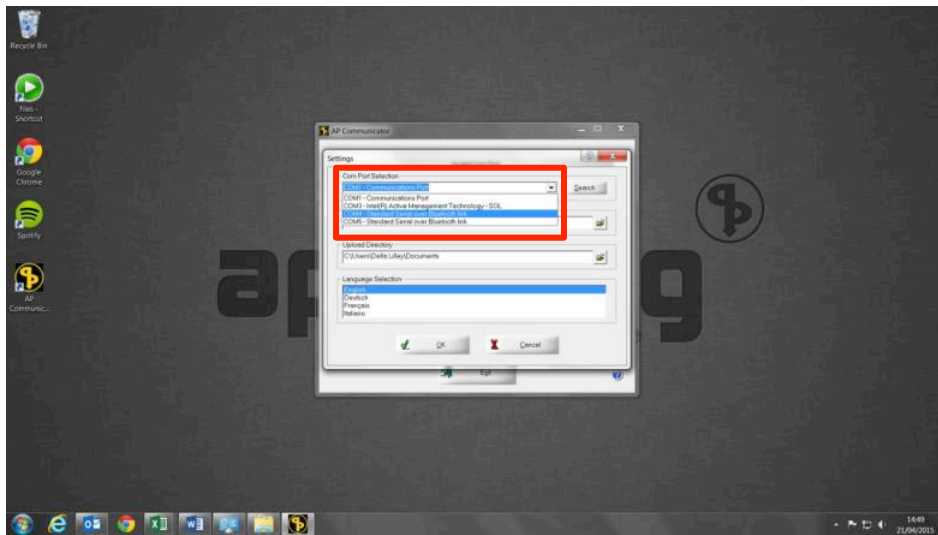 Recycle Bin
Files -
Shortcut
Google
Chrome
Spotify
AP
Communic...
AP Communicator
Settings
Com Port Selection
COM1 - Communications Port
Search
COM1 - Communications Port
COM3 - Intel(R) Active Management Technology - SOL
COM4 - Standard Serial over Bluetooth link
COM5 - Standard Serial over Bluetooth link
Upload Directory
C:\Users\Della Lilley\Documents
Language Selection
English
Deutsch
Français
Italiano
OK
Cancel
Exit
14:49
21/04/2015